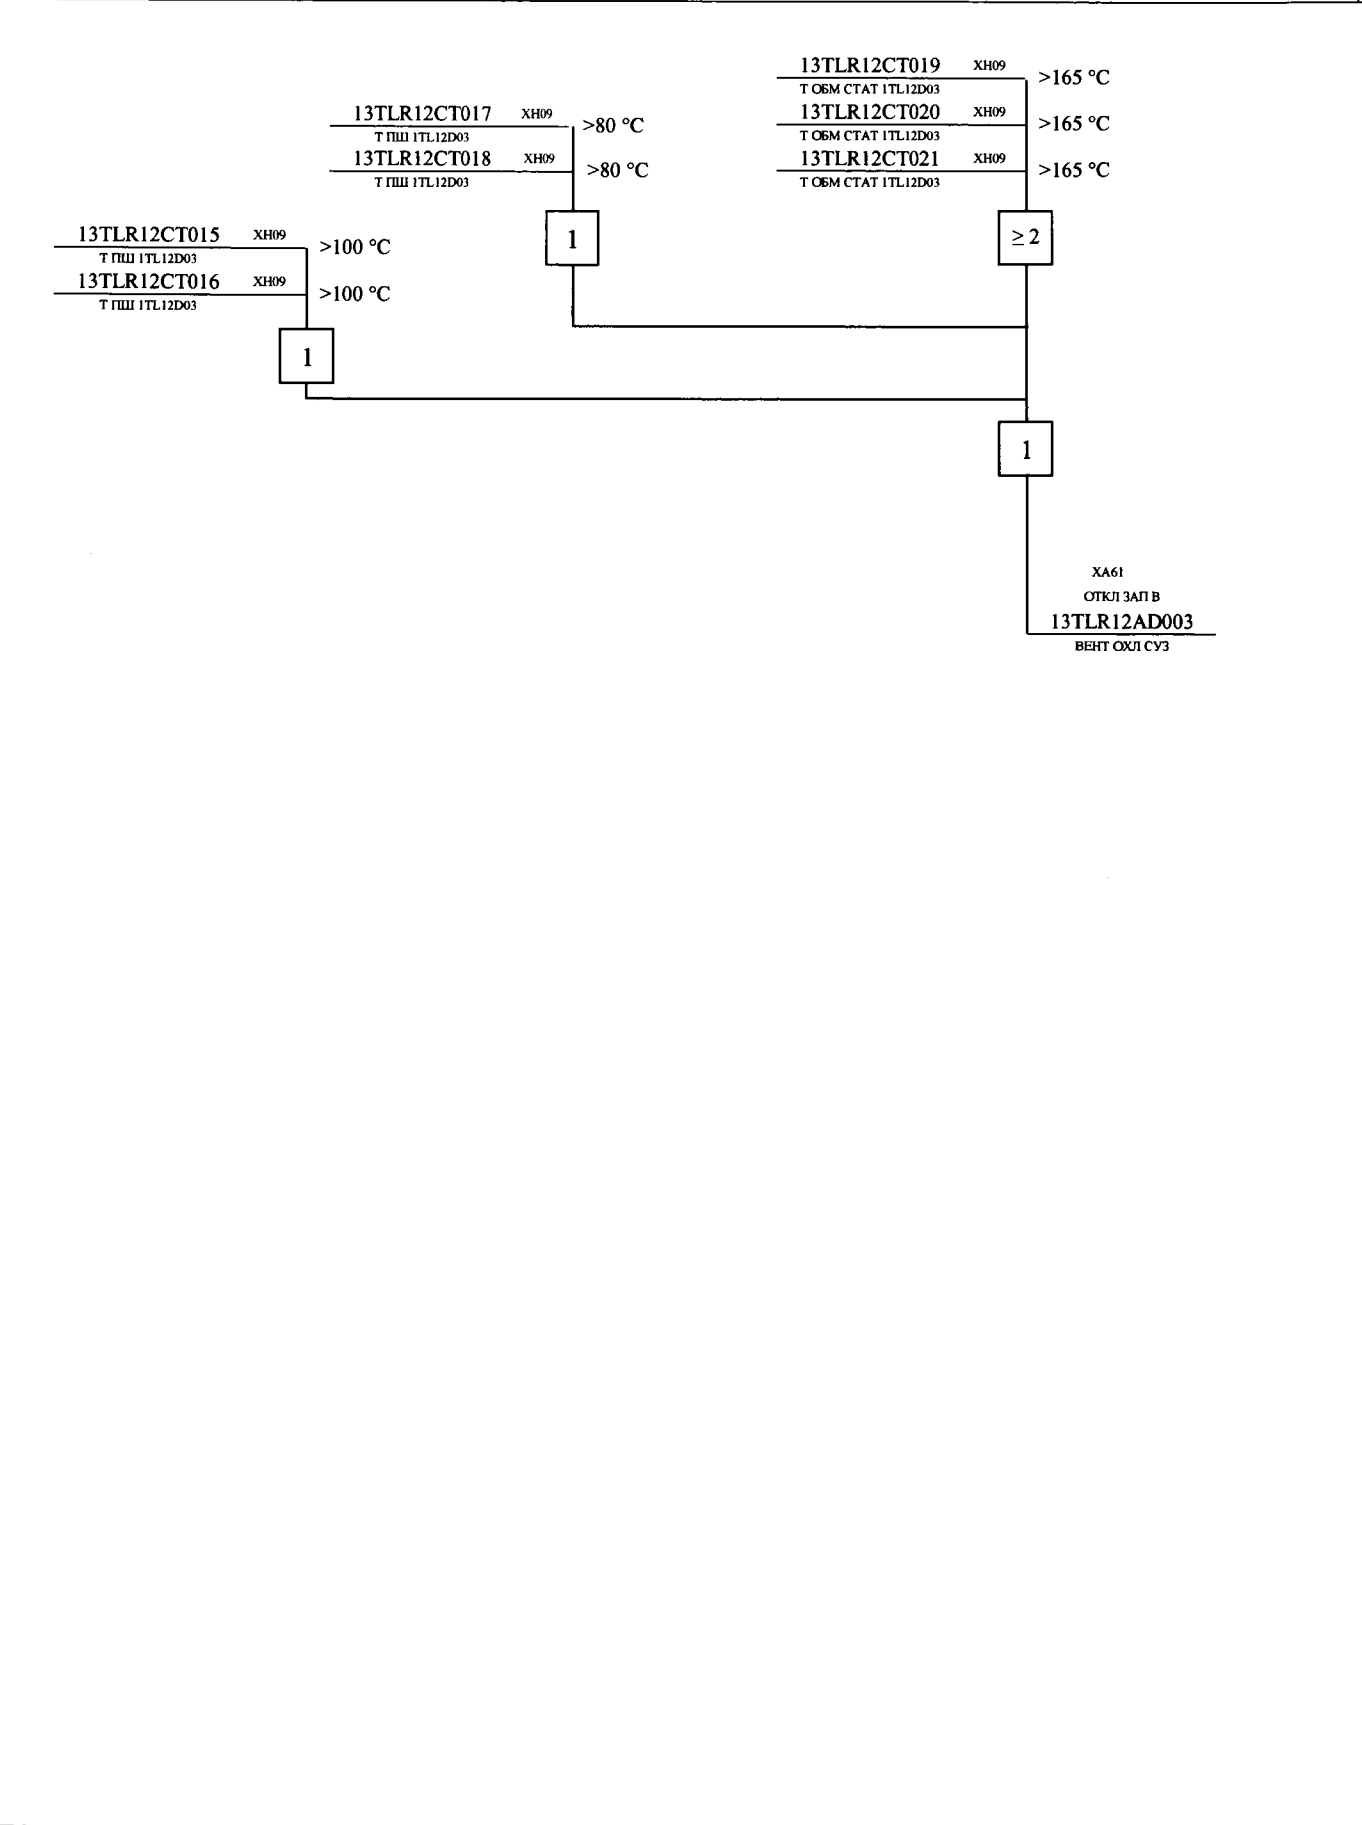 13TLR12CT019 XH09 >165 °C
Т ОБМ СТАТ 1TL12D03
13TLR12CT020 XH09 >165 °C
Т ОБМ СТАТ 1TL12D03
13TLR12CT021 XH09 >165 °C
Т ОБМ СТАТ 1TL12D03
≥ 2
13TLR12CT017 XH09 >80 °C
Т ПШ 1TL12D03
13TLR12CT018 XH09 >80 °C
Т ПШ 1TL12D03
1
13TLR12CT015 XH09 >100 °C
Т ПШ 1TL12D03
13TLR12CT016 XH09 >100 °C
Т ПШ 1TL12D03
1
1
XA61
ОТКЛ ЗАП В
13TLR12AD003
ВЕНТ ОХЛ СУЗ